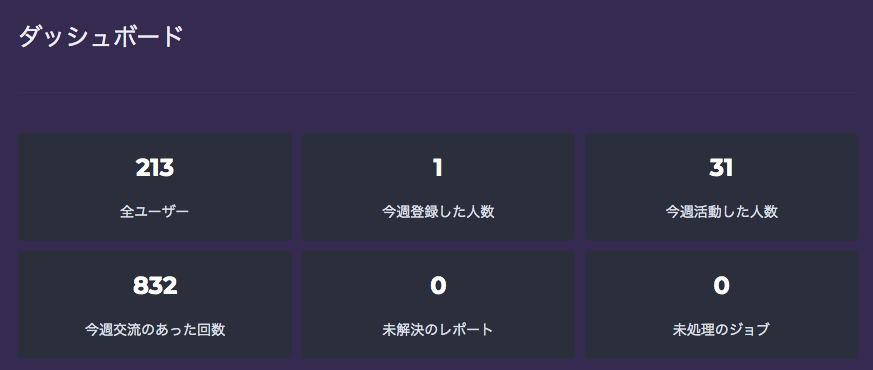 ダッシュボード
213
全ユーザー
1
今週登録した人数
31
今週活動した人数
832
今週交流のあった回数
0
未解決のレポート
0
未処理のジョブ